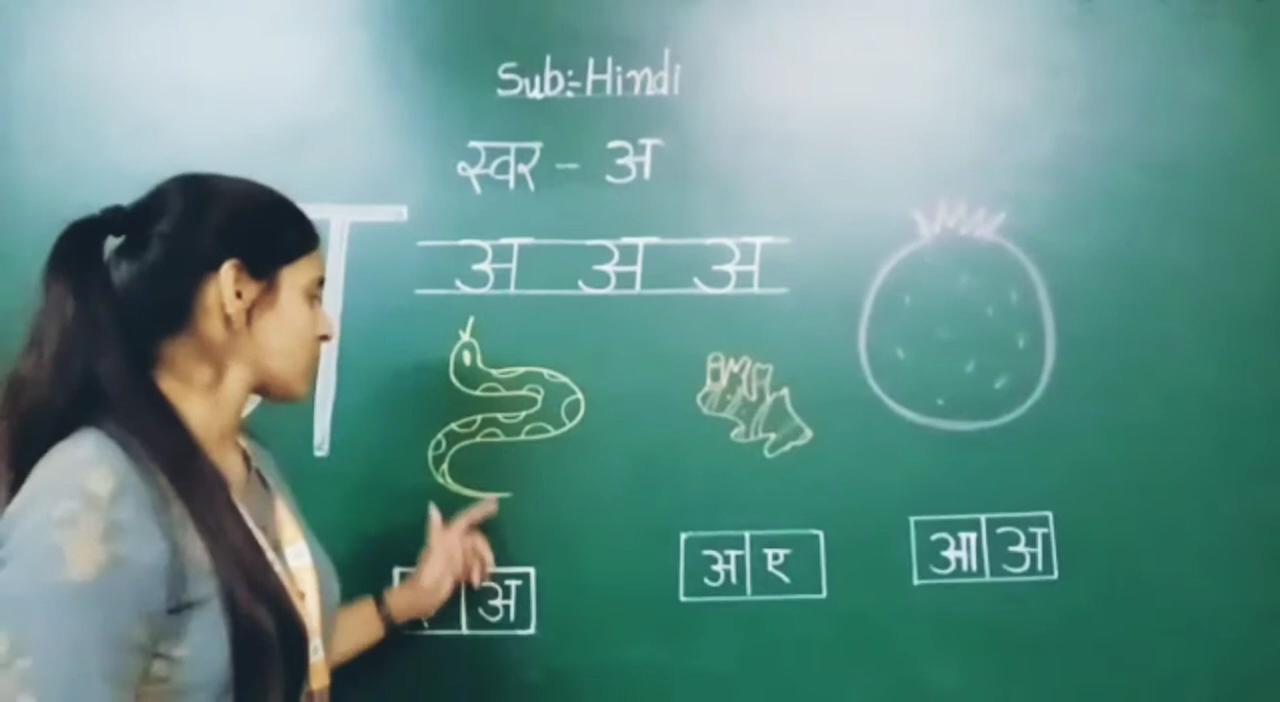 Sub:-Hindi
स्वर - अ
अ अ अ
अ
अ ए
आ अ